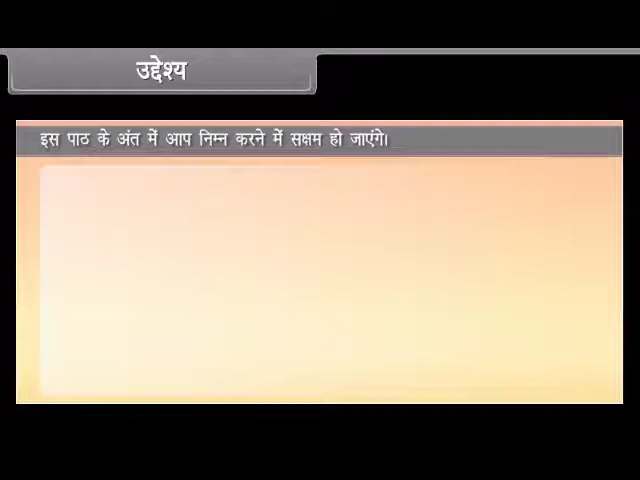 उद्देश्य
इस पाठ के अंत में आप निम्न करने में सक्षम हो जाएंगे।